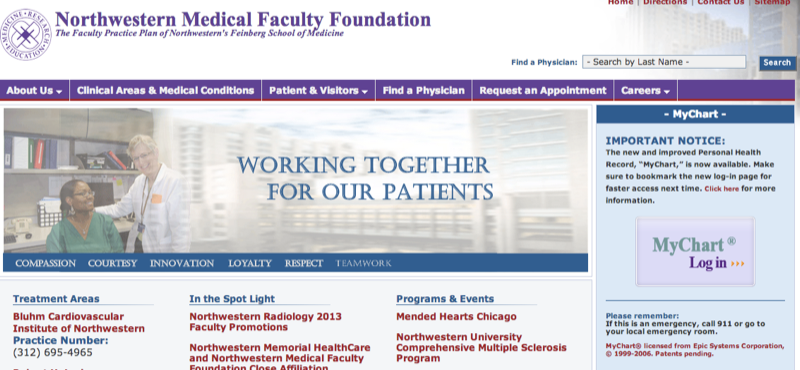 Home | Directions | Contact Us | Sitemap
Northwestern Medical Faculty Foundation
The Faculty Practice Plan of Northwestern's Feinberg School of Medicine
MEDICINE • RESEARCH • EDUCATION
Find a Physician: - Search by Last Name - Search
About Us Clinical Areas & Medical Conditions Patient & Visitors Find a Physician Request an Appointment Careers
WORKING TOGETHER
FOR OUR PATIENTS
COMPASSION COURTESY INNOVATION LOYALTY RESPECT TEAMWORK
Treatment Areas
Bluhm Cardiovascular
Institute of Northwestern
Practice Number:
(312) 695-4965
In the Spot Light
Northwestern Radiology 2013
Faculty Promotions
Northwestern Memorial HealthCare
and Northwestern Medical Faculty
Foundation Close Affiliation
Programs & Events
Mended Hearts Chicago
Northwestern University
Comprehensive Multiple Sclerosis
Program
- MyChart -
IMPORTANT NOTICE:
The new and improved Personal Health
Record, "MyChart," is now available. Make
sure to bookmark the new log-in page for
faster access next time. Click here for more
information.
MyChart®
Log in ›››
Please remember:
If this is an emergency, call 911 or go to
your local emergency room.
MyChart® licensed from Epic Systems Corporation,
© 1999-2006. Patents pending.